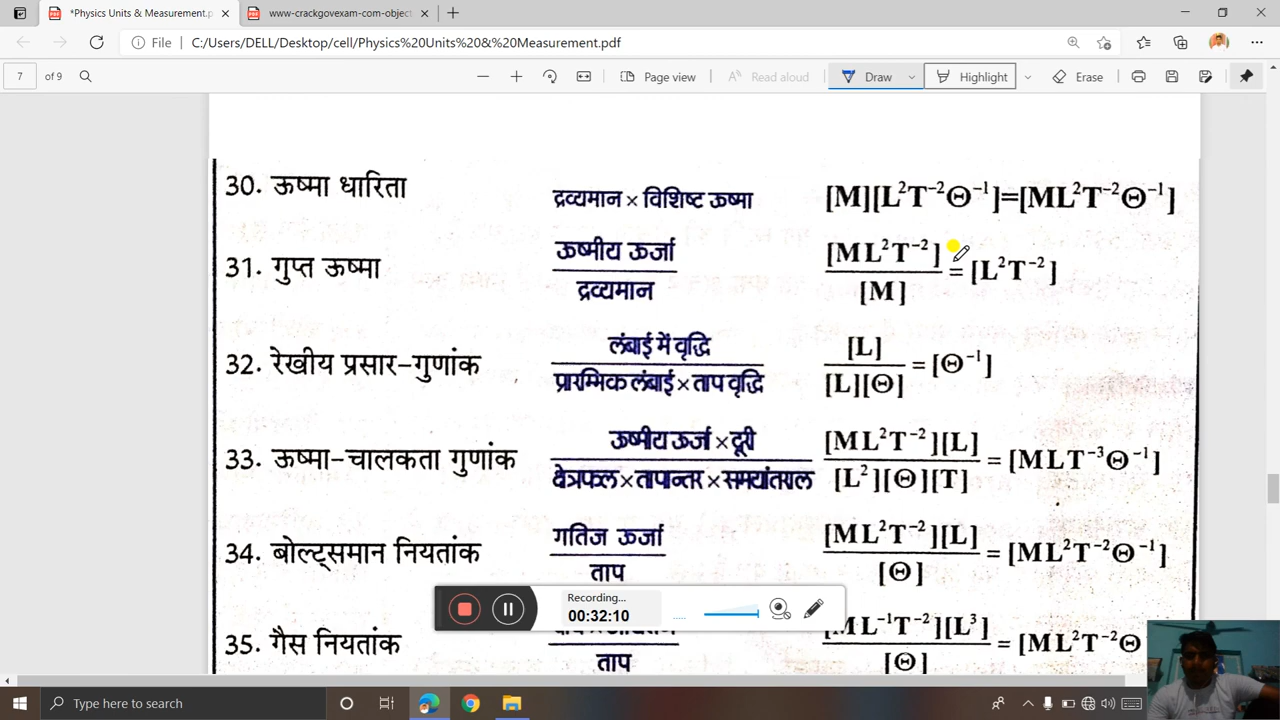 *Physics Units & Measurement.p
www-crackgovexam-com-object
File C:/Users/DELL/Desktop/cell/Physics%20Units%20&%20Measurement.pdf
7 of 9 Page view Read aloud Draw Highlight Erase
30. ऊष्मा धारिता द्रव्यमान × विशिष्ट ऊष्मा [M][L²T⁻²Θ⁻¹]=[ML²T⁻²Θ⁻¹]
31. गुप्त ऊष्मा ऊष्मीय ऊर्जा / द्रव्यमान [ML²T⁻²] / [M] = [L²T⁻²]
32. रेखीय प्रसार-गुणांक लंबाई में वृद्धि / प्रारम्भिक लंबाई × ताप वृद्धि [L] / [L][Θ] = [Θ⁻¹]
33. ऊष्मा-चालकता गुणांक ऊष्मीय ऊर्जा × दूरी / क्षेत्रफल × तापान्तर × समयांतराल [ML²T⁻²][L] / [L²][Θ][T] = [MLT⁻³Θ⁻¹]
34. बोल्ट्समान नियतांक गतिज ऊर्जा / ताप [ML²T⁻²][L] / [Θ] = [ML²T⁻²Θ⁻¹]
Recording...
00:32:10
35. गैस नियतांक ताप [ML⁻¹T⁻²][L³] / [Θ] = [ML²T⁻²Θ
Type here to search